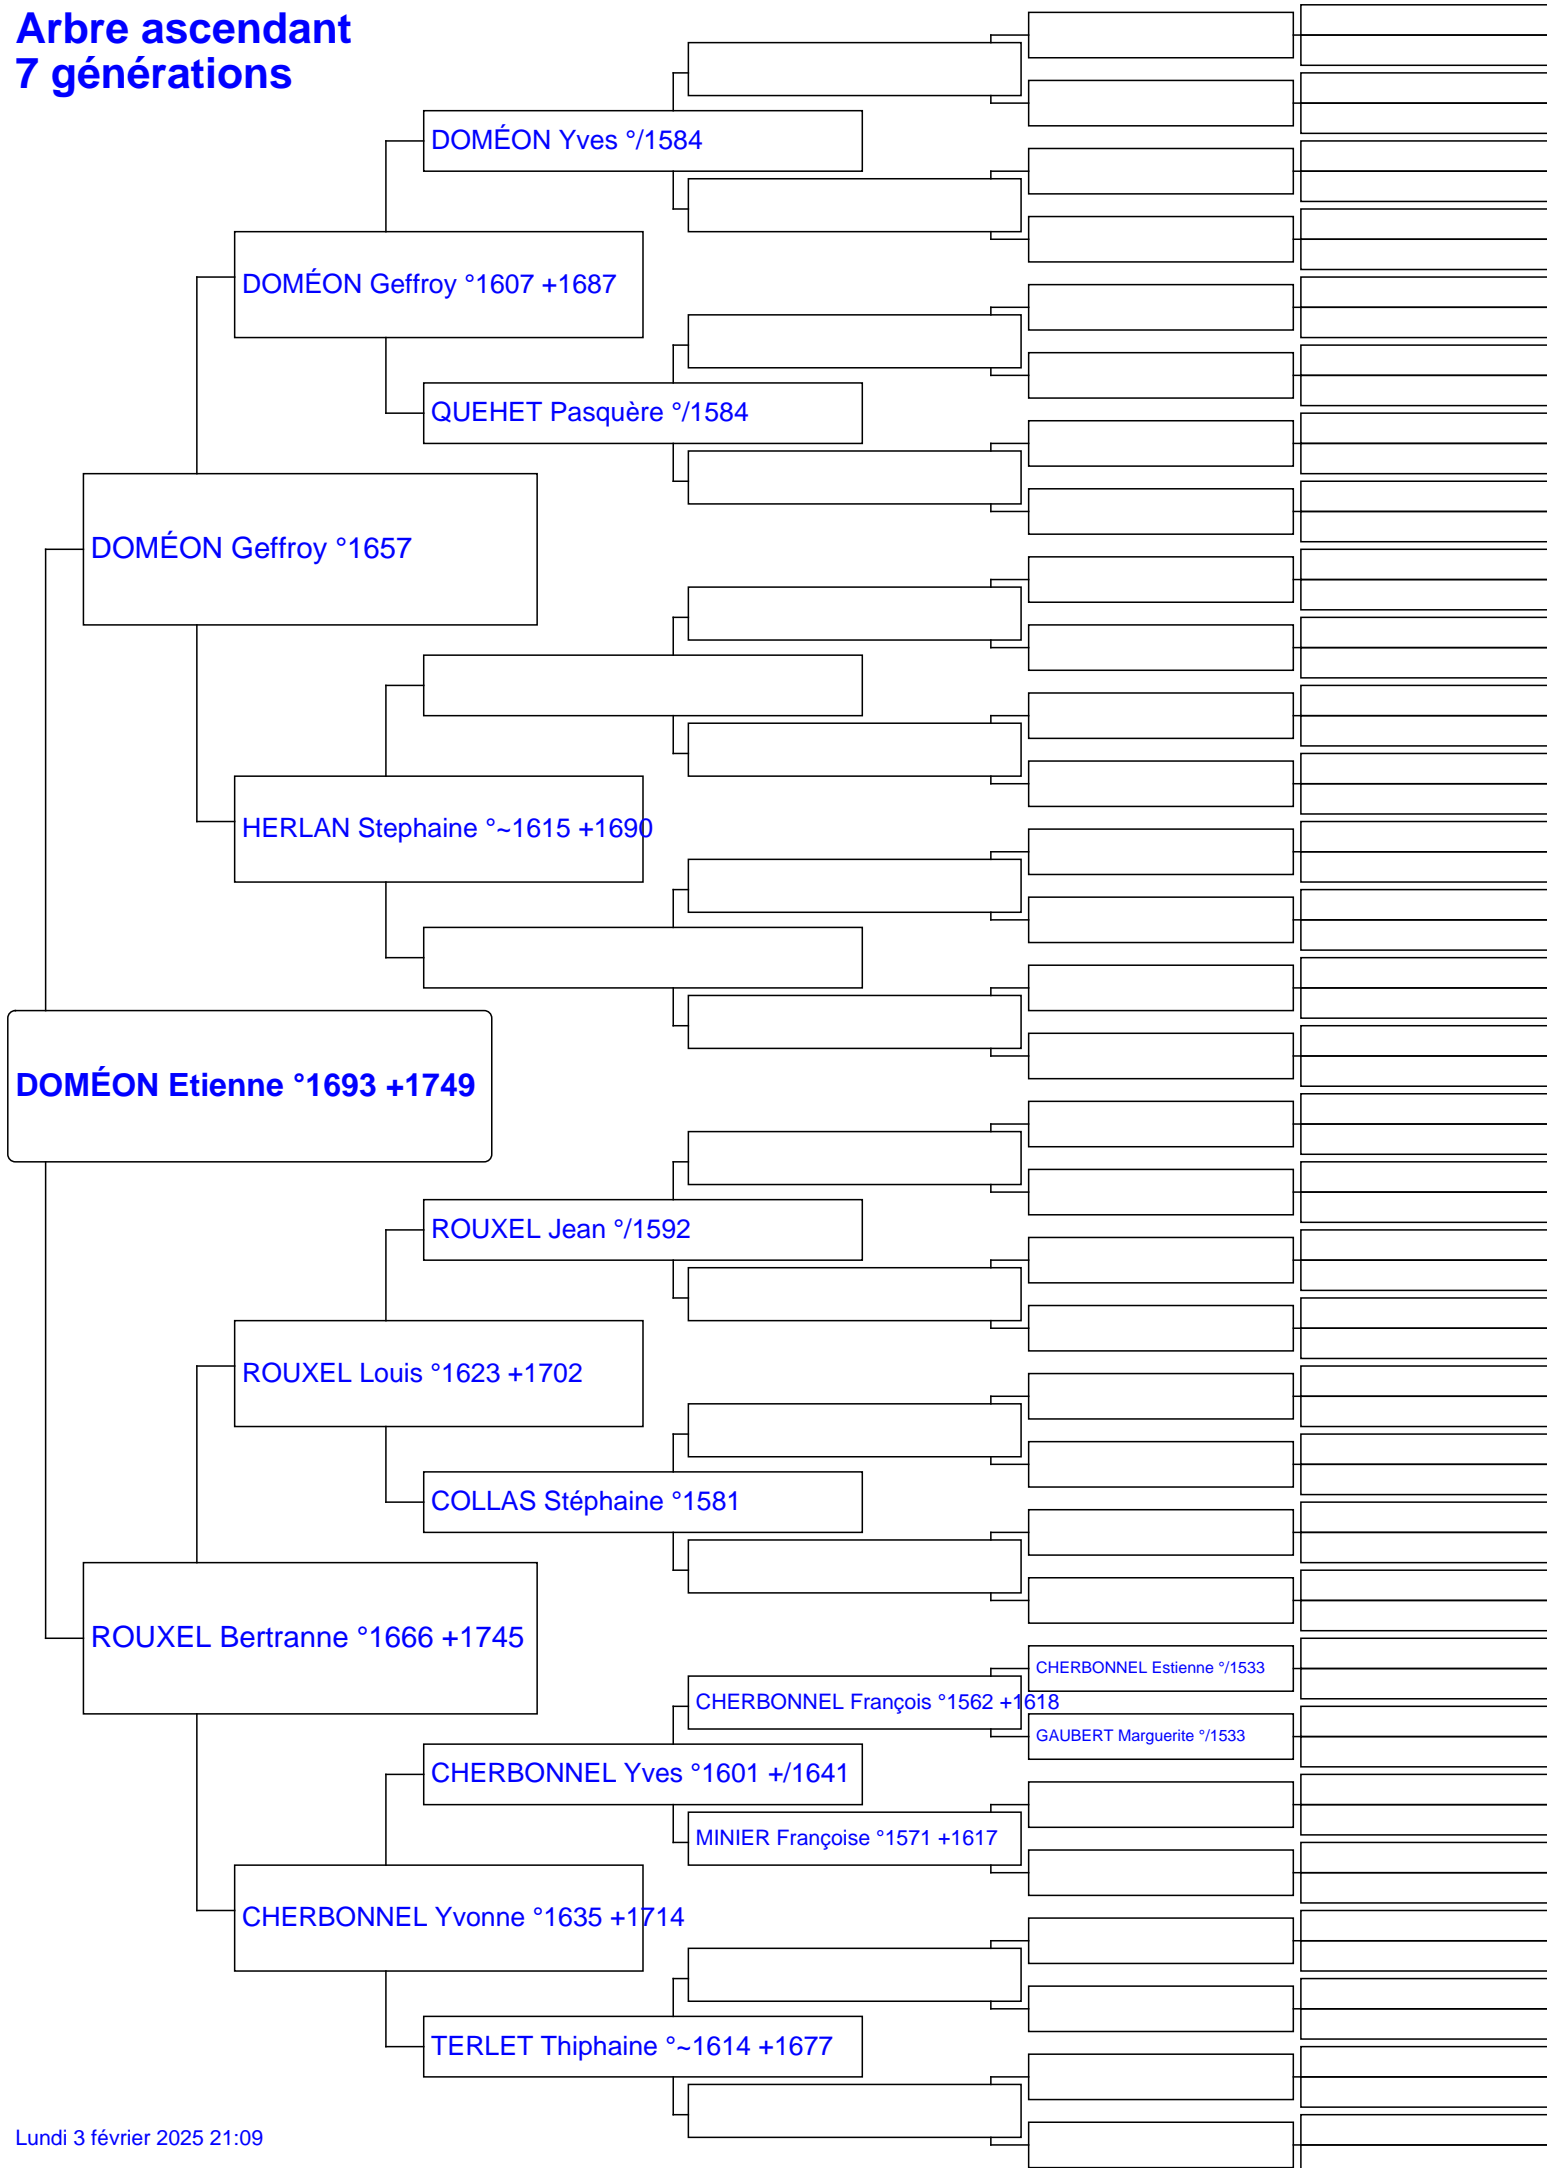 Arbre ascendant
7 générations
DOMÉON Yves °/1584
DOMÉON Geffroy °1607 +1687
QUEHET Pasquère °/1584
DOMÉON Geffroy °1657
HERLAN Stephaine °~1615 +1690
DOMÉON Etienne °1693 +1749
ROUXEL Jean °/1592
ROUXEL Louis °1623 +1702
COLLAS Stéphaine °1581
ROUXEL Bertranne °1666 +1745
CHERBONNEL Estienne °/1533
CHERBONNEL François °1562 +1618
GAUBERT Marguerite °/1533
CHERBONNEL Yves °1601 +/1641
MINIER Françoise °1571 +1617
CHERBONNEL Yvonne °1635 +1714
TERLET Thiphaine °~1614 +1677
Lundi 3 février 2025 21:09